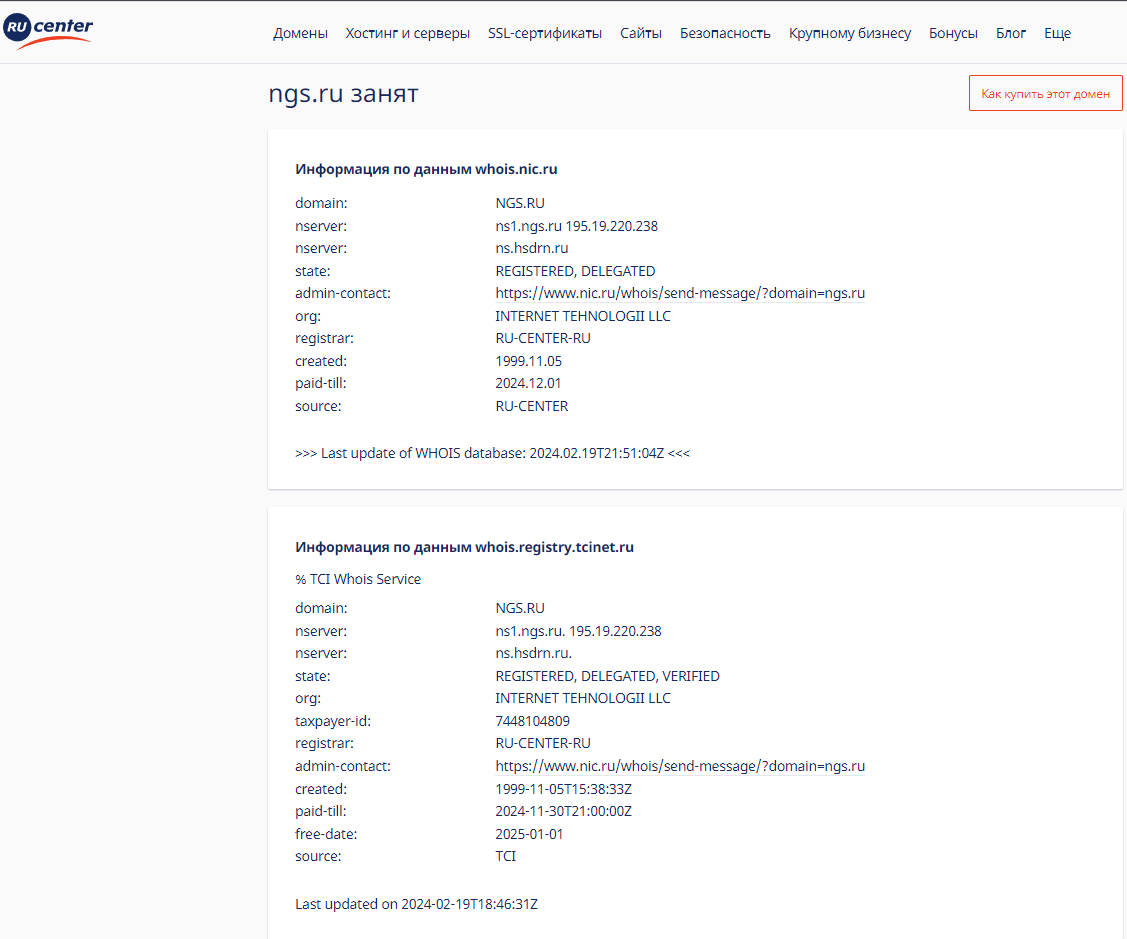 RU center
Домены Хостинг и серверы SSL-сертификаты Сайты Безопасность Крупному бизнесу Бонусы Блог Еще
ngs.ru занят
Как купить этот домен
Информация по данным whois.nic.ru
domain: NGS.RU
nserver: ns1.ngs.ru 195.19.220.238
nserver: ns.hsdrn.ru
state: REGISTERED, DELEGATED
admin-contact: https://www.nic.ru/whois/send-message/?domain=ngs.ru
org: INTERNET TEHNOLOGII LLC
registrar: RU-CENTER-RU
created: 1999.11.05
paid-till: 2024.12.01
source: RU-CENTER
>>> Last update of WHOIS database: 2024.02.19T21:51:04Z <<<
Информация по данным whois.registry.tcinet.ru
% TCI Whois Service
domain: NGS.RU
nserver: ns1.ngs.ru. 195.19.220.238
nserver: ns.hsdrn.ru.
state: REGISTERED, DELEGATED, VERIFIED
org: INTERNET TEHNOLOGII LLC
taxpayer-id: 7448104809
registrar: RU-CENTER-RU
admin-contact: https://www.nic.ru/whois/send-message/?domain=ngs.ru
created: 1999-11-05T15:38:33Z
paid-till: 2024-11-30T21:00:00Z
free-date: 2025-01-01
source: TCI
Last updated on 2024-02-19T18:46:31Z